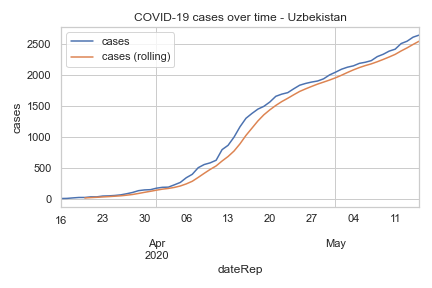 COVID-19 cases over time - Uzbekistan
cases
cases (rolling)
2500
2000
1500
1000
500
0
cases
16 23 30 06 13 20 27 04 11
Apr May
2020
dateRep